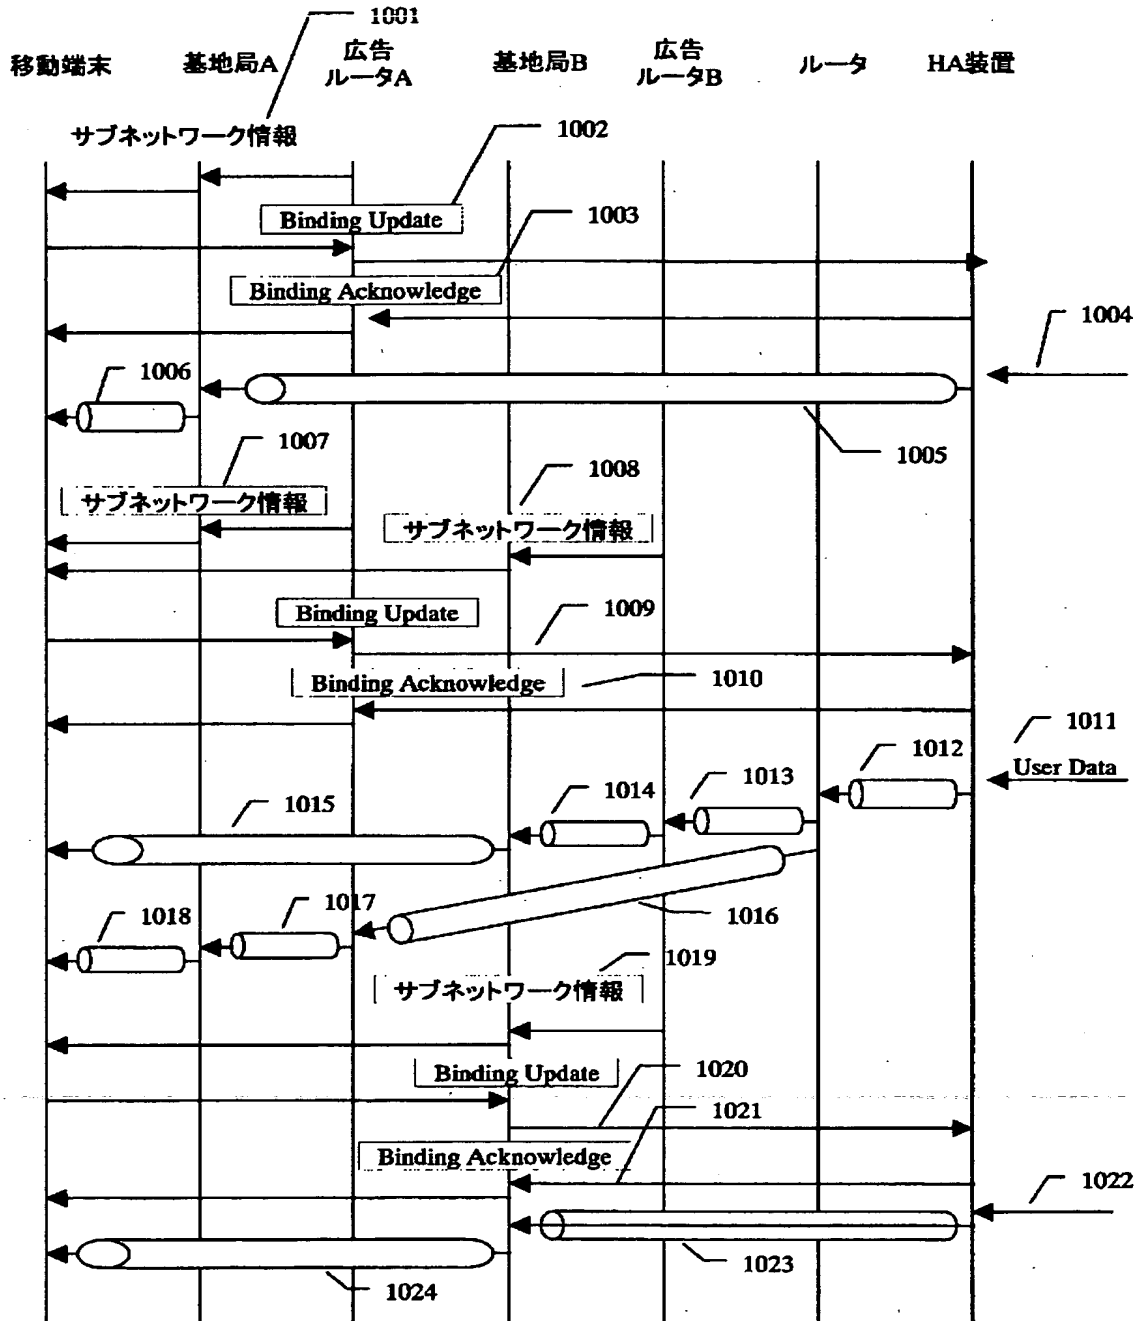 1001
移動端末 基地局A 広告 基地局B 広告 ルータ HA装置
ルータA ルータB
サブネットワーク情報
1002
Binding Update
1003
Binding Acknowledge
1004
1006
1005
1007
1008
サブネットワーク情報
サブネットワーク情報
Binding Update
1009
Binding Acknowledge
1010
1011
User Data
1012
1013
1014
1015
1016
1017
1018
1019
サブネットワーク情報
Binding Update
1020
1021
Binding Acknowledge
1022
1023
1024